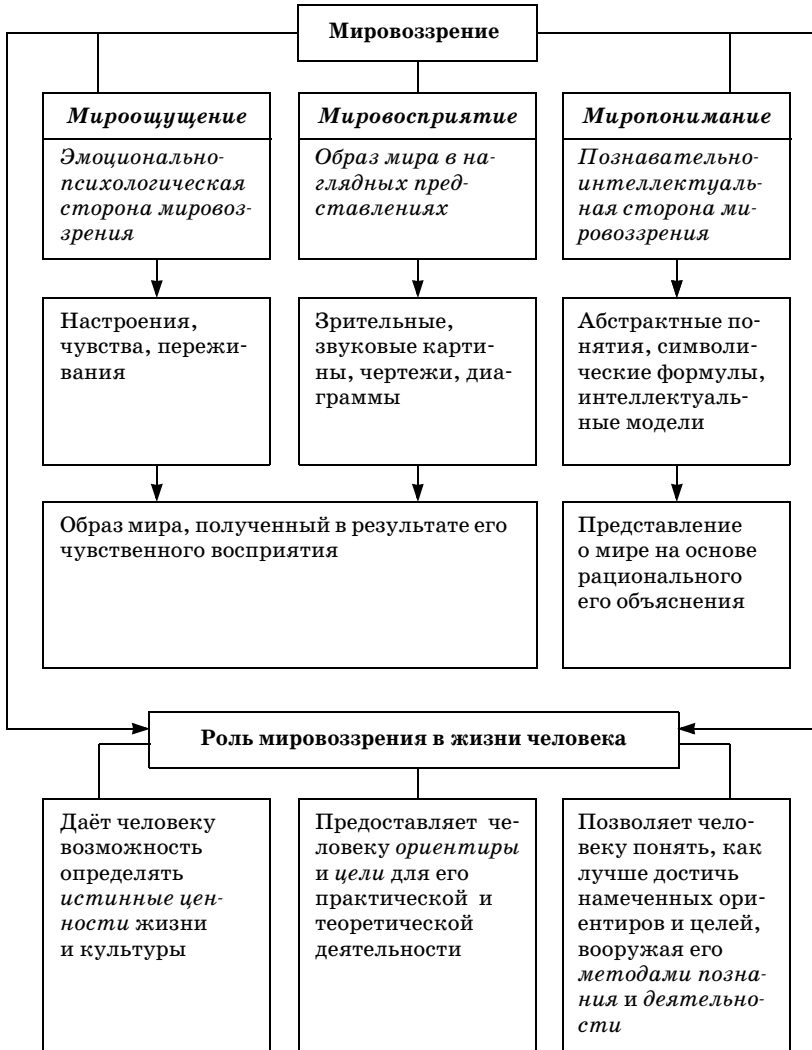 Мировоззрение
Мироощущение
Эмоционально-
психологическая
сторона мировоз-
зрения
Мировосприятие
Образ мира в на-
глядных пред-
ставлениях
Миропонимание
Познавательно-
интеллектуаль-
ная сторона ми-
ровоззрения
Настроения,
чувства, пережи-
вания
Зрительные,
звуковые карти-
ны, чертежи, диа-
граммы
Абстрактные по-
нятия, символи-
ческие формулы,
интеллектуаль-
ные модели
Образ мира, полученный в результате его
чувственного восприятия
Представление
о мире на основе
рационального
его объяснения
Роль мировоззрения в жизни человека
Даёт человеку
возможность
определять
истинные цен-
ности жизни
и культуры
Предоставляет че-
ловеку ориентиры
и цели для его
практической и
теоретической
деятельности
Позволяет чело-
веку понять, как
лучше достичь
намеченных ори-
ентиров и целей,
вооружая его
методами позна-
ния и деятельно-
сти